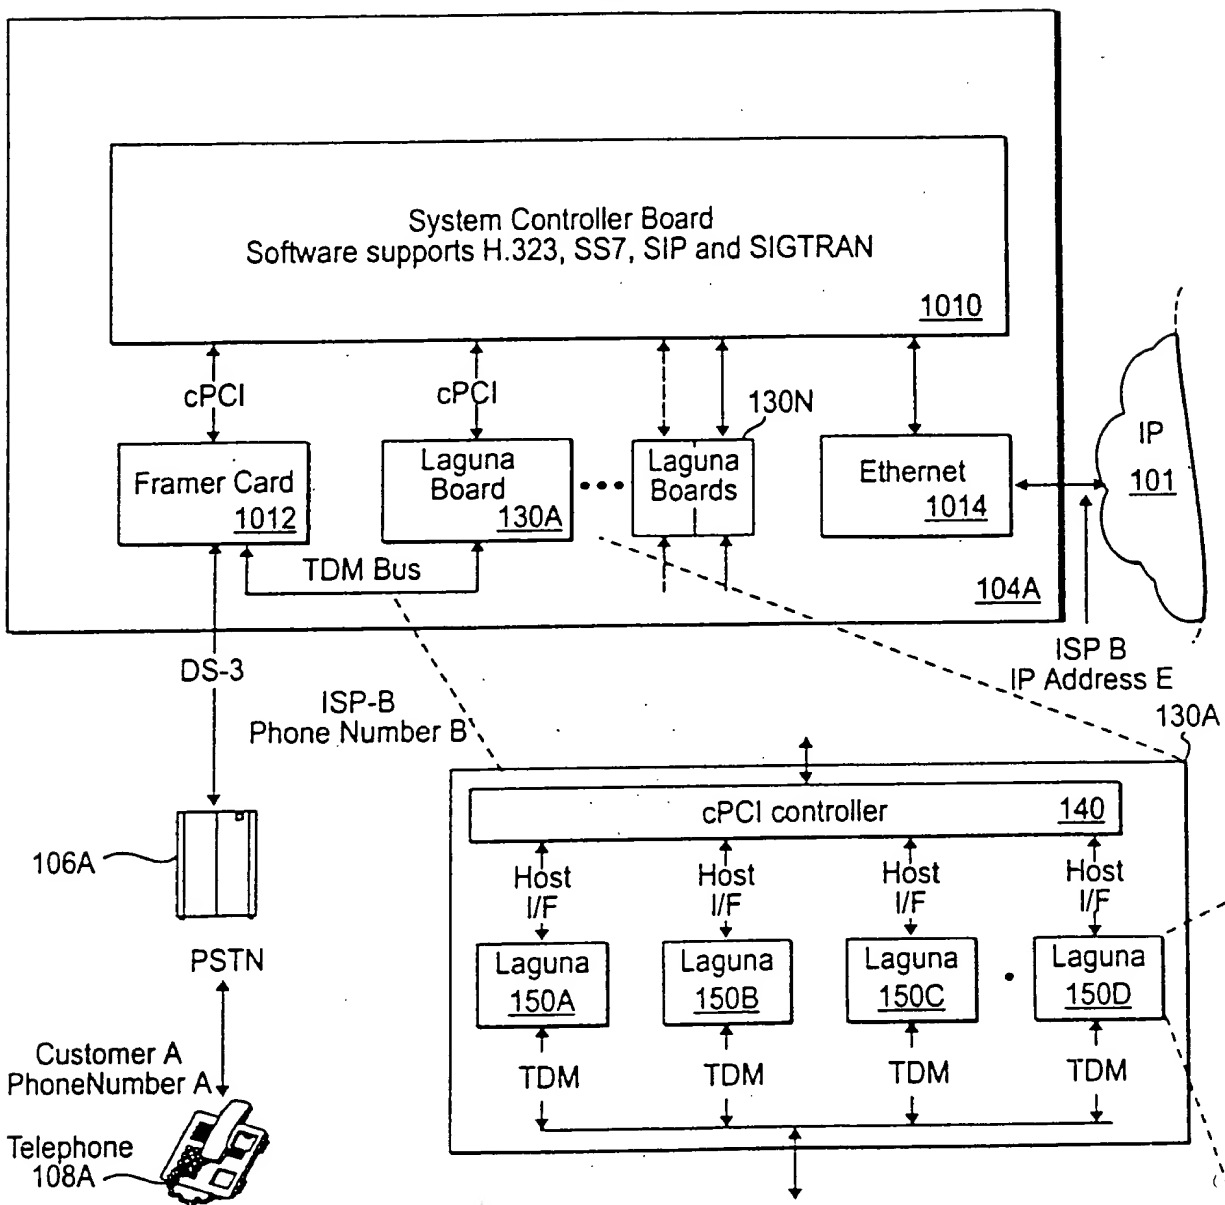 System Controller Board
Software supports H.323, SS7, SIP and SIGTRAN
1010
cPCI
cPCI
130N
Framer Card
1012
Laguna
Board
130A
Laguna
Boards
Ethernet
1014
IP
101
TDM Bus
104A
DS-3
ISP-B
Phone Number B
ISP B
IP Address E
130A
cPCI controller
140
106A
Host
I/F
Host
I/F
Host
I/F
Host
I/F
PSTN
Laguna
150A
Laguna
150B
Laguna
150C
Laguna
150D
Customer A
PhoneNumber A
TDM
TDM
TDM
TDM
Telephone
108A